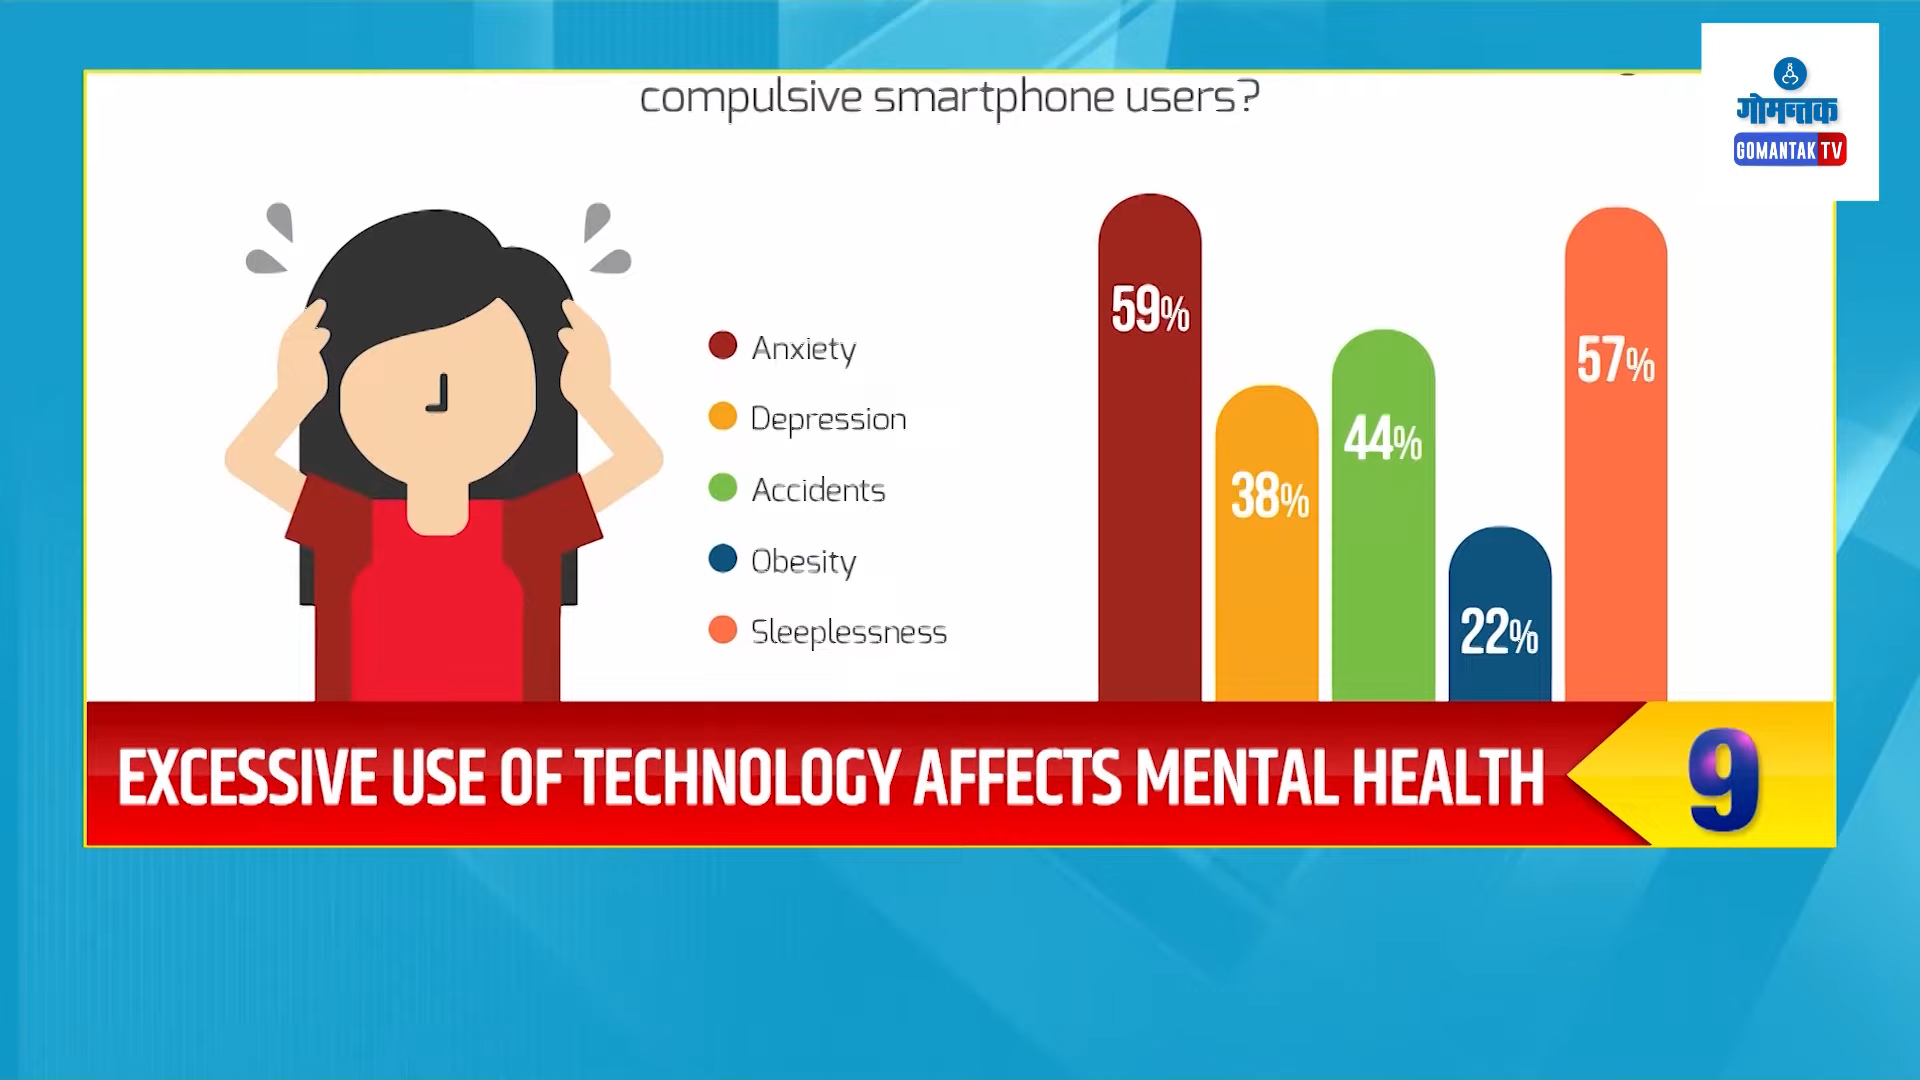 compulsive smartphone users?
गोमन्तक
GOMANTAK TV
Anxiety
Depression
Accidents
Obesity
Sleeplessness
59%
38%
44%
22%
57%
EXCESSIVE USE OF TECHNOLOGY AFFECTS MENTAL HEALTH
9